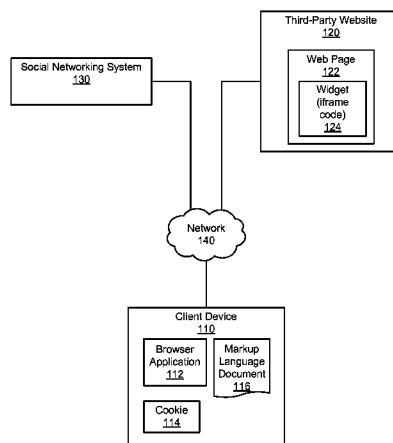 Third-Party Website
120
Web Page
122
Widget
(iframe
code)
124
Social Networking System
130
Network
140
Client Device
110
Browser
Application
112
Markup
Language
Document
116
Cookie
114